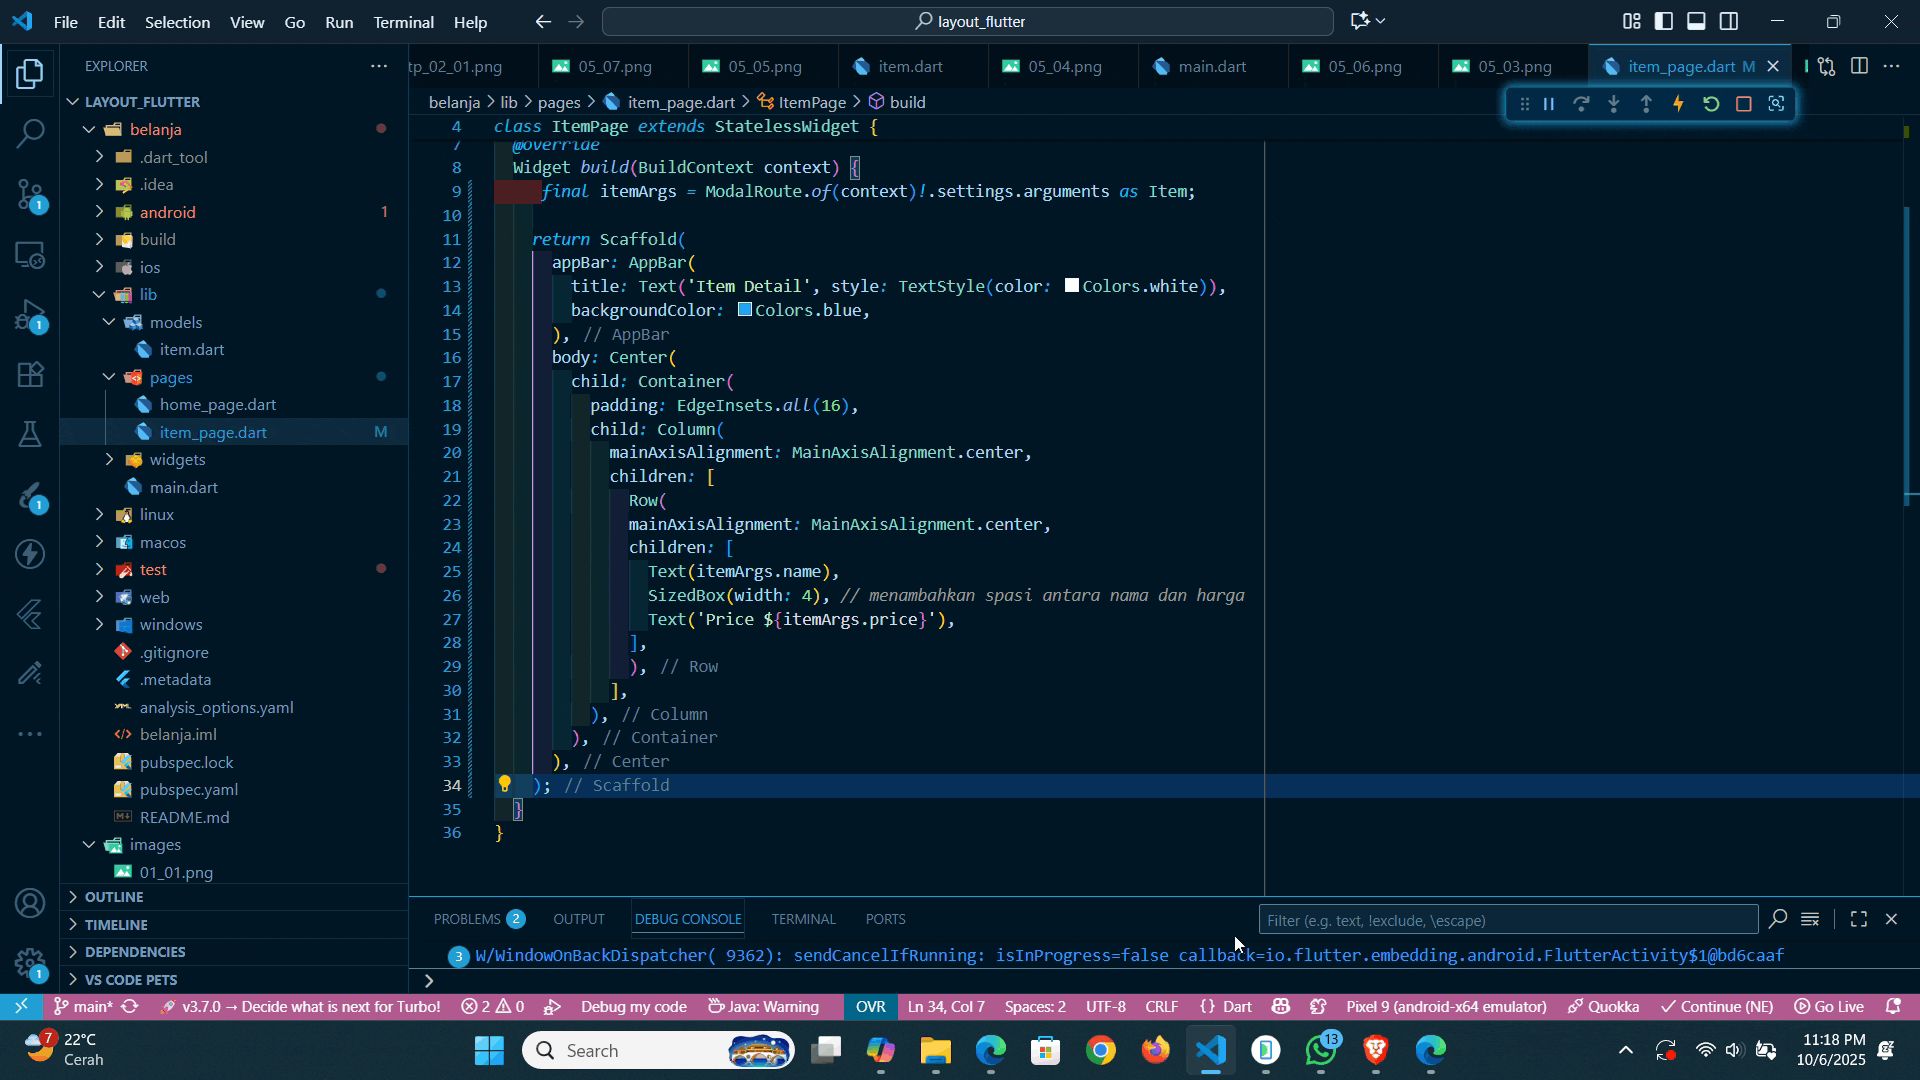 File Edit Selection View Go Run Terminal Help
layout_flutter
EXPLORER
LAYOUT_FLUTTER
belanja
.dart_tool
.idea
android 1
build
ios
lib
models
item.dart
pages
home_page.dart
item_page.dart M
widgets
main.dart
linux
macos
test
web
windows
.gitignore
.metadata
analysis_options.yaml
belanja.iml
pubspec.lock
pubspec.yaml
README.md
images
01_01.png
OUTLINE
TIMELINE
DEPENDENCIES
VS CODE PETS
1
1
1
1
tp_02_01.png 05_07.png 05_05.png item.dart 05_04.png main.dart 05_06.png 05_03.png item_page.dart M
belanja > lib > pages > item_page.dart > ItemPage > build
4 class ItemPage extends StatelessWidget {
7 @override
8 Widget build(BuildContext context) {
9 final itemArgs = ModalRoute.of(context)!.settings.arguments as Item;
10
11 return Scaffold(
12 appBar: AppBar(
13 title: Text('Item Detail', style: TextStyle(color: Colors.white)),
14 backgroundColor: Colors.blue,
15 ), // AppBar
16 body: Center(
17 child: Container(
18 padding: EdgeInsets.all(16),
19 child: Column(
20 mainAxisAlignment: MainAxisAlignment.center,
21 children: [
22 Row(
23 mainAxisAlignment: MainAxisAlignment.center,
24 children: [
25 Text(itemArgs.name),
26 SizedBox(width: 4), // menambahkan spasi antara nama dan harga
27 Text('Price ${itemArgs.price}'),
28 ],
29 ), // Row
30 ],
31 ), // Column
32 ), // Container
33 ), // Center
34 ); // Scaffold
35 }
36 }
PROBLEMS 2 OUTPUT DEBUG CONSOLE TERMINAL PORTS Filter (e.g. text, !exclude, \escape)
3 W/WindowOnBackDispatcher( 9362): sendCancelIfRunning: isInProgress=false callback=io.flutter.embedding.android.FlutterActivity$1@bd6caaf
main* v3.7.0 → Decide what is next for Turbo! 2 0 Debug my code Java: Warning OVR Ln 34, Col 7 Spaces: 2 UTF-8 CRLF {} Dart Pixel 9 (android-x64 emulator) Quokka Continue (NE) Go Live
7 22°C
Cerah
Search
13
11:18 PM
10/6/2025